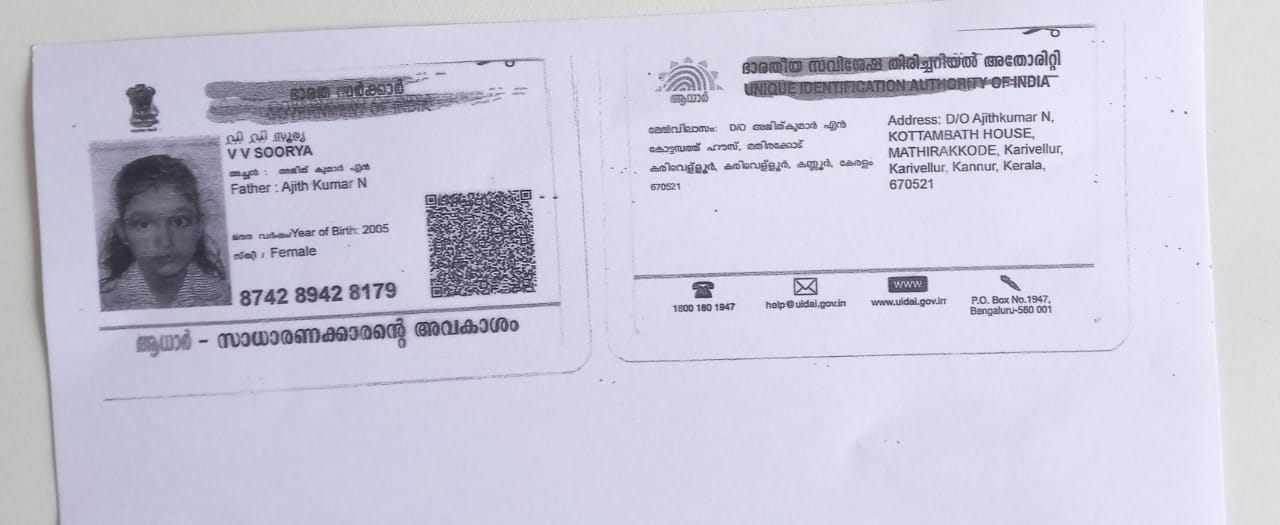 ഭാരത സർക്കാർ
GOVERNMENT OF INDIA
വി വി സൂര്യ
V V SOORYA
അച്ഛൻ : അജിത് കുമാർ എൻ
Father : Ajith Kumar N
ജനന വർഷം/Year of Birth: 2005
സ്ത്രീ / Female
8742 8942 8179
ആധാർ - സാധാരണക്കാരന്റെ അവകാശം
ഭാരതീയ സവിശേഷ തിരിച്ചറിയൽ അതോറിറ്റി
UNIQUE IDENTIFICATION AUTHORITY OF INDIA
ആധാർ
മേൽവിലാസം: D/O അജിത്കുമാർ എൻ
കോട്ടമ്പത്ത് ഹൗസ്, മതിരക്കോട്
കരിവെള്ളൂർ, കരിവെള്ളൂർ, കണ്ണൂർ, കേരളം
670521
Address: D/O Ajithkumar N,
KOTTAMBATH HOUSE,
MATHIRAKKODE, Karivellur,
Karivellur, Kannur, Kerala,
670521
1800 180 1947
help@uidai.gov.in
www
www.uidai.gov.in
P.O. Box No.1947,
Bengaluru-560 001